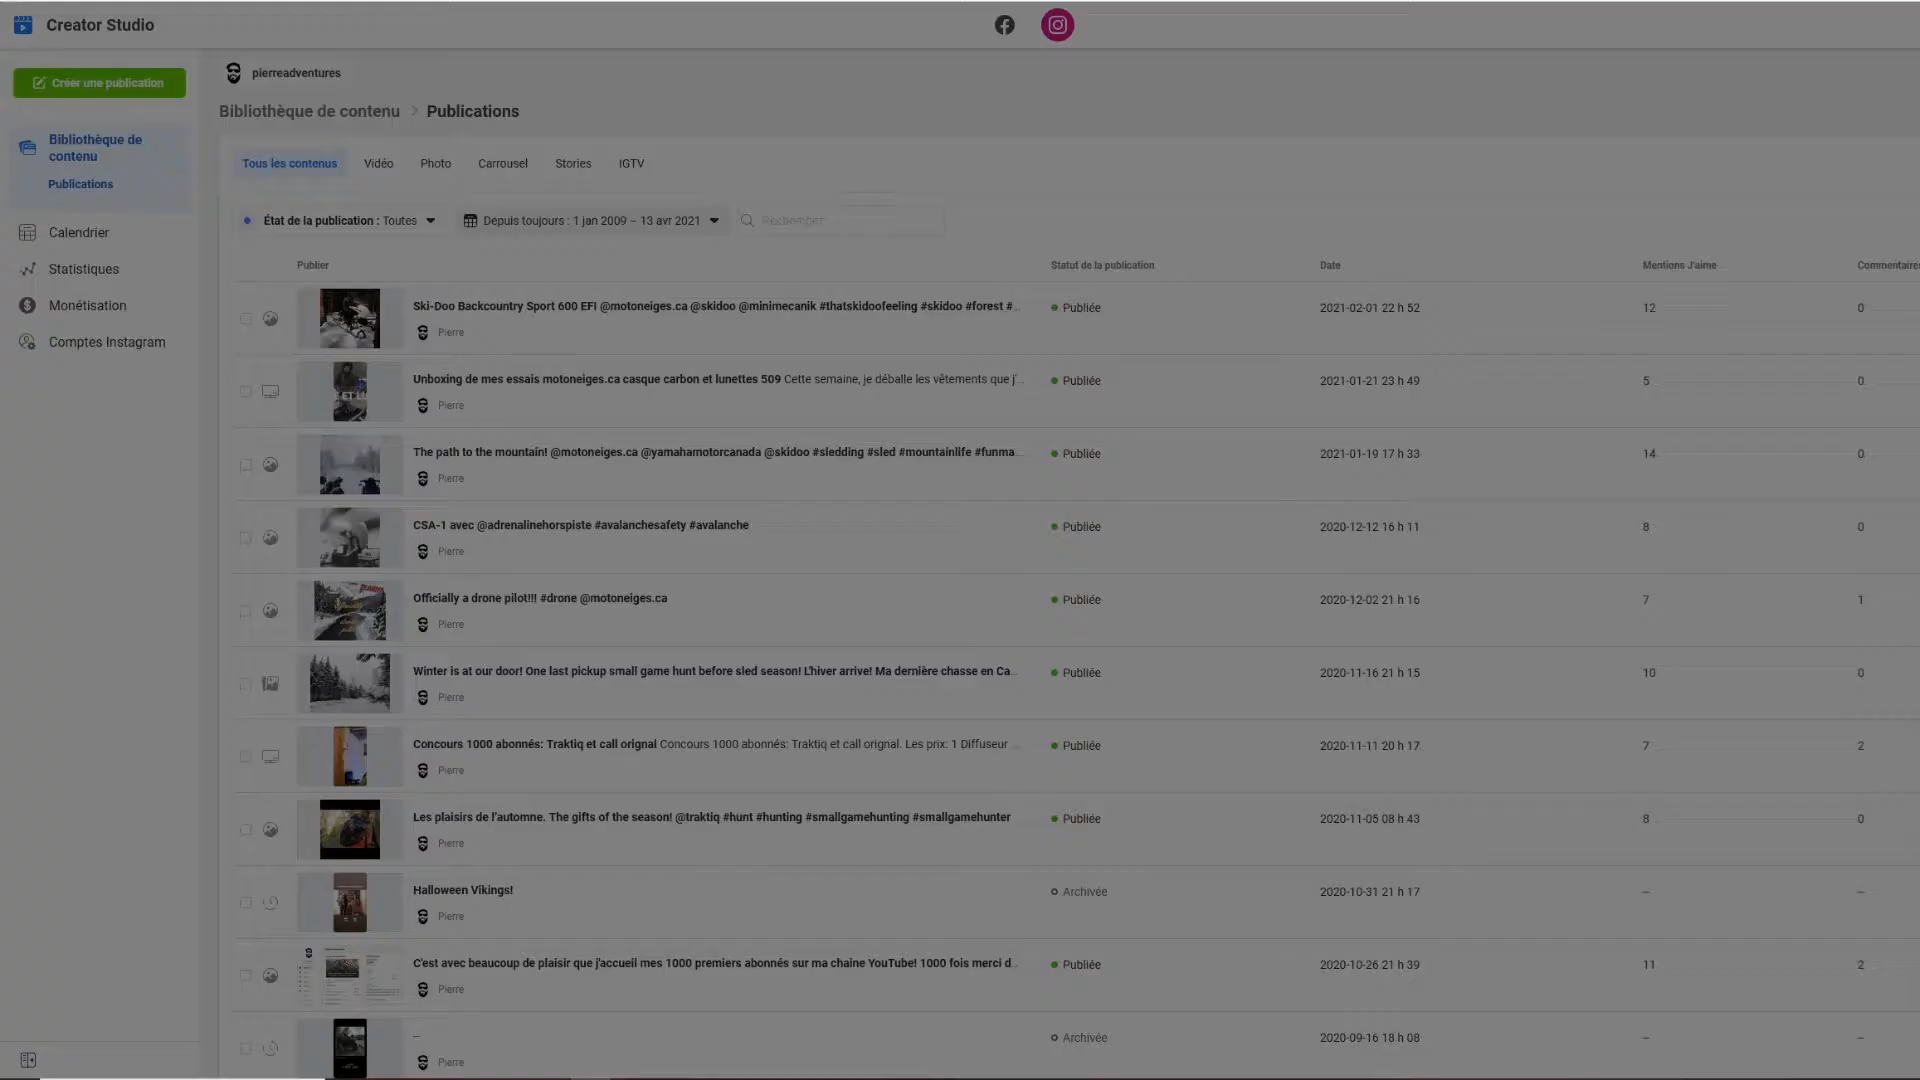 Creator Studio
Créer une publication
pierreadventures
Bibliothèque de contenu > Publications
Bibliothèque de
contenu
Publications
Calendrier
Statistiques
Monétisation
Comptes Instagram
Tous les contenus Vidéo Photo Carrousel Stories IGTV
État de la publication : Toutes Depuis toujours : 1 jan 2009 – 13 avr 2021 Rechercher
Publier Statut de la publication Date Mentions J'aime Commentaires
Ski-Doo Backcountry Sport 600 EFI @motoneiges.ca @skidoo @minimecanik #thatskidoofeeling #skidoo #forest #... Publiée 2021-02-01 22 h 52 12 0
Pierre
Unboxing de mes essais motoneiges.ca casque carbon et lunettes 509 Cette semaine, je déballe les vêtements que j'... Publiée 2021-01-21 23 h 49 5 0
Pierre
The path to the mountain! @motoneiges.ca @yamahamotorcanada @skidoo #sledding #sled #mountainlife #funma... Publiée 2021-01-19 17 h 33 14 0
Pierre
CSA-1 avec @adrenalinehorspiste #avalanchesafety #avalanche Publiée 2020-12-12 16 h 11 8 0
Pierre
Officially a drone pilot!!! #drone @motoneiges.ca Publiée 2020-12-02 21 h 16 7 1
Pierre
Winter is at our door! One last pickup small game hunt before sled season! L'hiver arrive! Ma dernière chasse en Ca... Publiée 2020-11-16 21 h 15 10 0
Pierre
Concours 1000 abonnés: Traktiq et call orignal Concours 1000 abonnés: Traktiq et call orignal. Les prix: 1 Diffuseur ... Publiée 2020-11-11 20 h 17 7 2
Pierre
Les plaisirs de l'automne. The gifts of the season! @traktiq #hunt #hunting #smallgamehunting #smallgamehunter Publiée 2020-11-05 08 h 43 8 0
Pierre
Halloween Vikings! Archivée 2020-10-31 21 h 17 – –
Pierre
C'est avec beaucoup de plaisir que j'accueil mes 1000 premiers abonnés sur ma chaîne YouTube! 1000 fois merci d... Publiée 2020-10-26 21 h 39 11 2
Pierre
– Archivée 2020-09-16 18 h 08 – –
Pierre